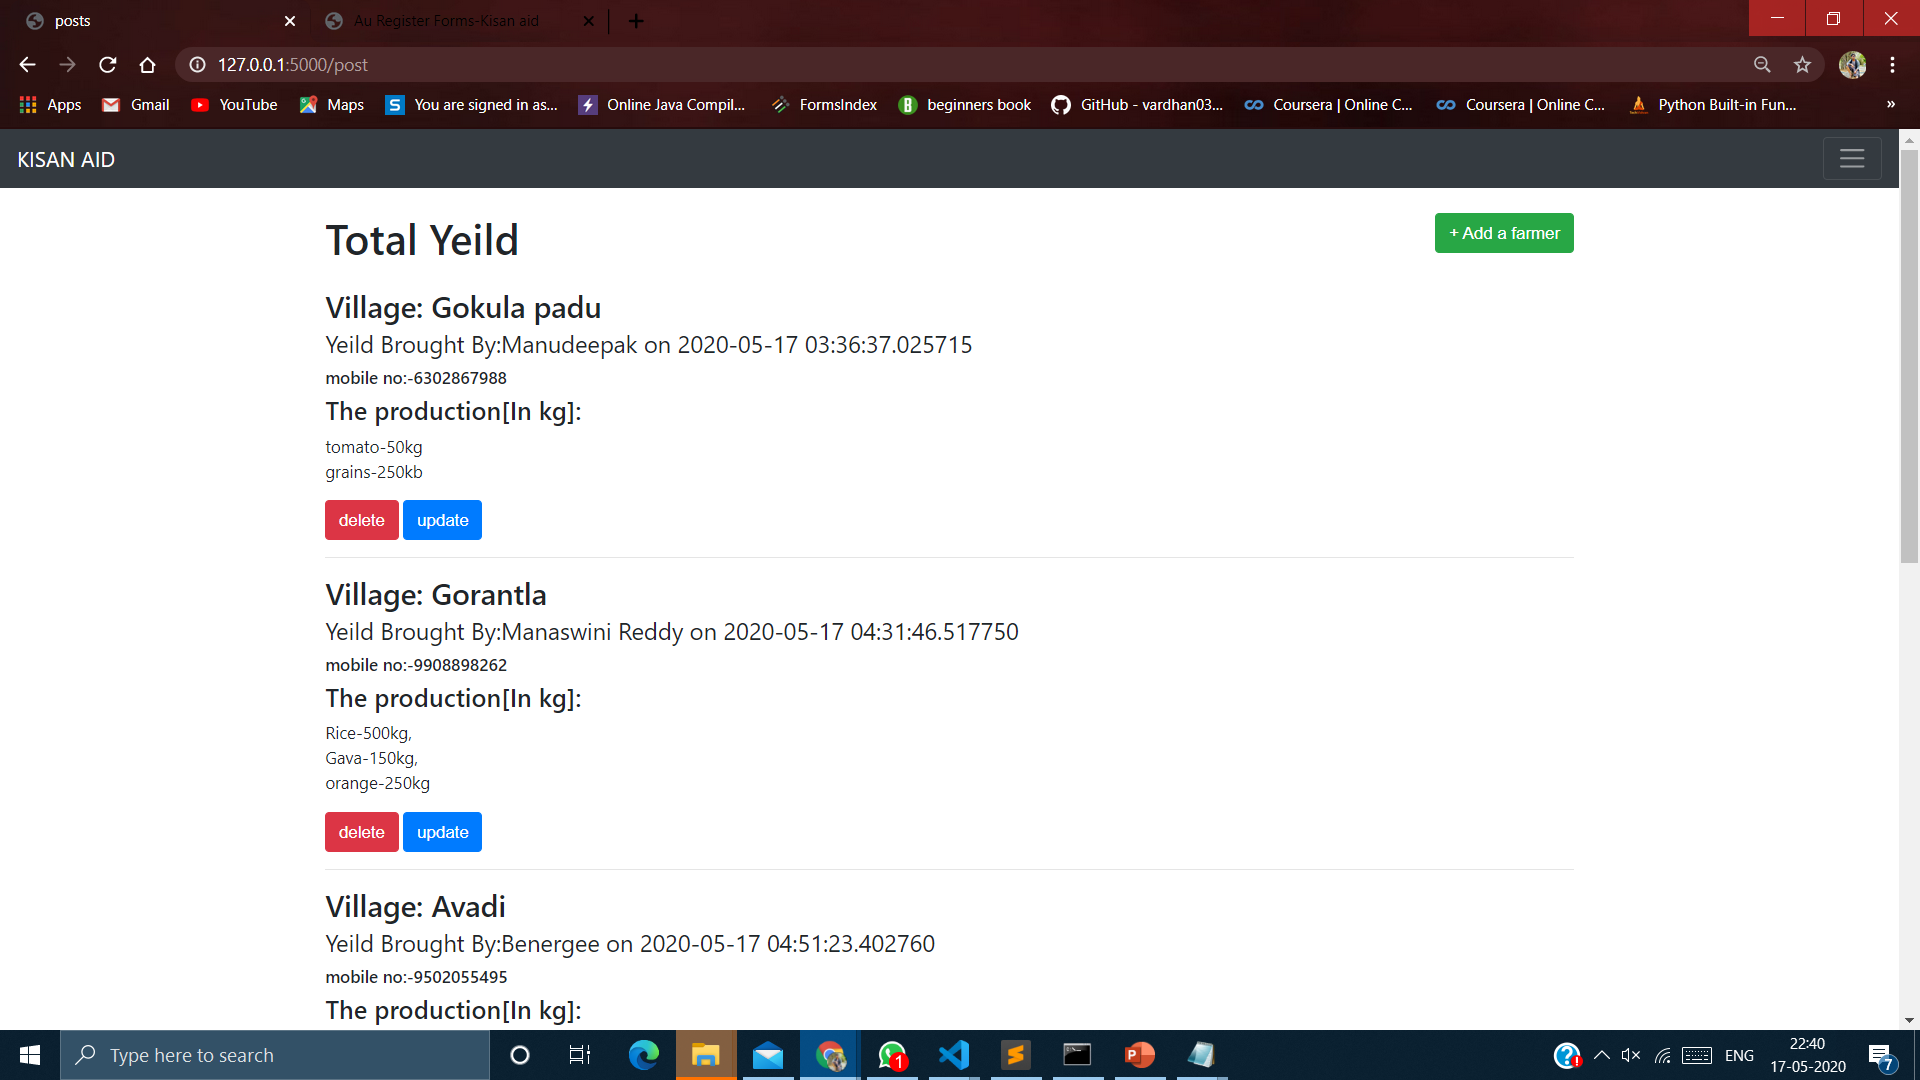 posts
Au Register Forms-Kisan aid
127.0.0.1:5000/post
Apps
Gmail
YouTube
Maps
You are signed in as...
Online Java Compil...
FormsIndex
beginners book
GitHub - vardhan03...
Coursera | Online C...
Coursera | Online C...
Python Built-in Fun...
»
KISAN AID
Total Yeild
+ Add a farmer
Village: Gokula padu
Yeild Brought By:Manudeepak on 2020-05-17 03:36:37.025715
mobile no:-6302867988
The production[In kg]:
tomato-50kg
grains-250kb
delete update
Village: Gorantla
Yeild Brought By:Manaswini Reddy on 2020-05-17 04:31:46.517750
mobile no:-9908898262
The production[In kg]:
Rice-500kg,
Gava-150kg,
orange-250kg
delete update
Village: Avadi
Yeild Brought By:Benergee on 2020-05-17 04:51:23.402760
mobile no:-9502055495
The production[In kg]:
Type here to search
1
ENG
22:40
17-05-2020
7